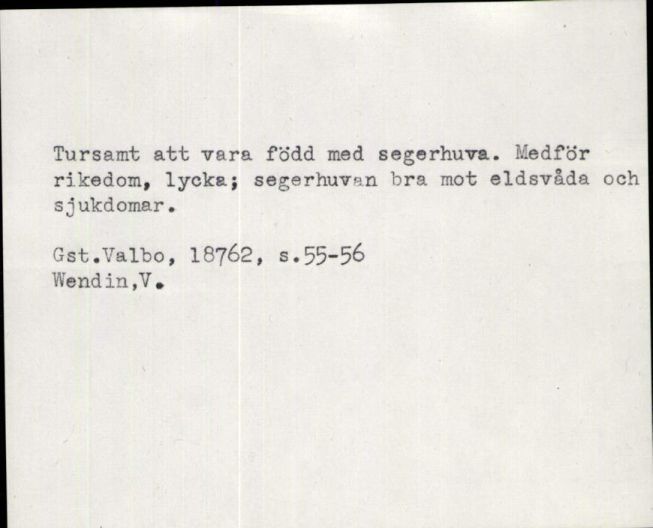 Tursamt att vara född med segerhuva. Medför
rikedom, lycka; segerhuvan bra mot eldsvåda och
sjukdomar.
Gst.Valbo, 18762, s.55-56
Wendin,V.